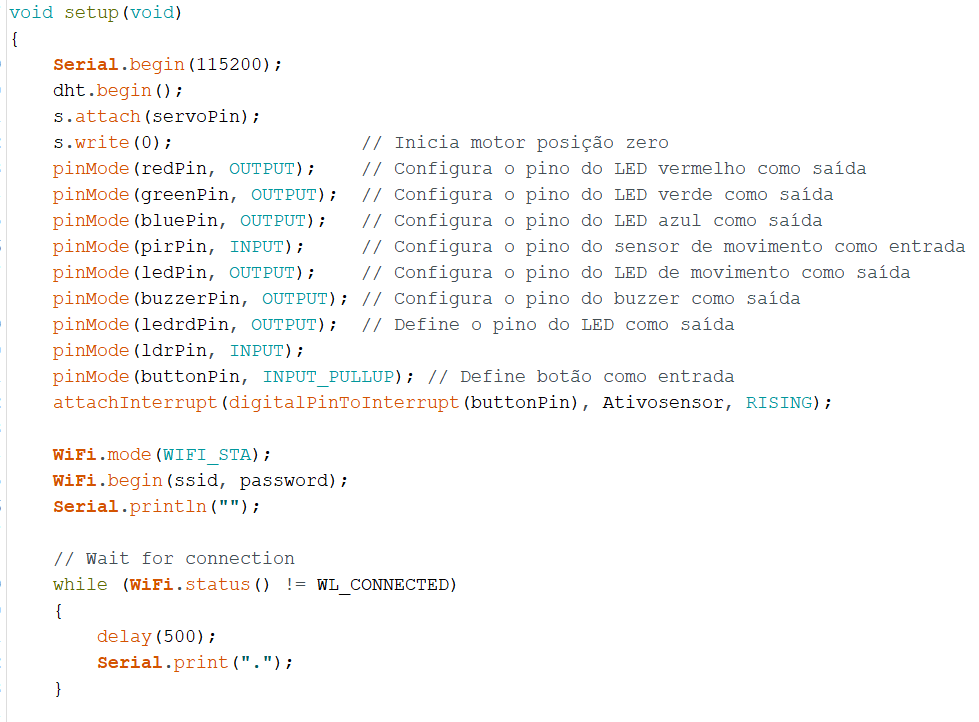 void setup(void)
{
    Serial.begin(115200);
    dht.begin();
    s.attach(servoPin);
    s.write(0);                 // Inicia motor posição zero
    pinMode(redPin, OUTPUT);    // Configura o pino do LED vermelho como saída
    pinMode(greenPin, OUTPUT);  // Configura o pino do LED verde como saída
    pinMode(bluePin, OUTPUT);   // Configura o pino do LED azul como saída
    pinMode(pirPin, INPUT);     // Configura o pino do sensor de movimento como entrada
    pinMode(ledPin, OUTPUT);    // Configura o pino do LED de movimento como saída
    pinMode(buzzerPin, OUTPUT); // Configura o pino do buzzer como saída
    pinMode(ledrdPin, OUTPUT);  // Define o pino do LED como saída
    pinMode(ldrPin, INPUT);
    pinMode(buttonPin, INPUT_PULLUP); // Define botão como entrada
    attachInterrupt(digitalPinToInterrupt(buttonPin), Ativosensor, RISING);
    WiFi.mode(WIFI_STA);
    WiFi.begin(ssid, password);
    Serial.println("");
    // Wait for connection
    while (WiFi.status() != WL_CONNECTED)
    {
        delay(500);
        Serial.print(".");
    }